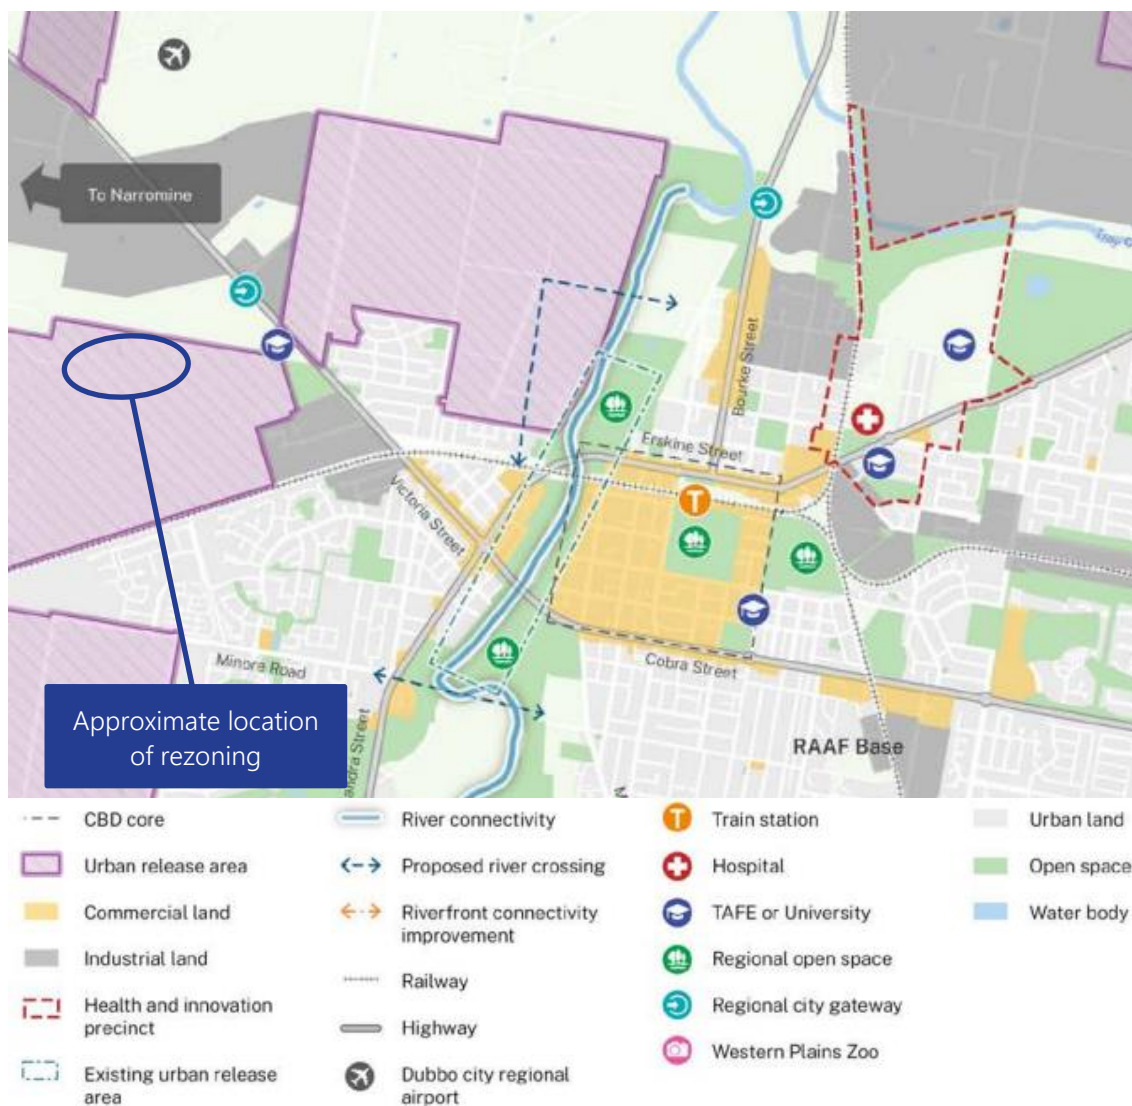 To Narromine
Troy
Bourke Street
Erskine Street
Victoria Street
Minore Road
Cobra Street
Approximate location
of rezoning
andra Street
RAAF Base
CBD core
Urban release area
Commercial land
Industrial land
Health and innovation
precinct
Existing urban release
area
River connectivity
Proposed river crossing
Riverfront connectivity
improvement
Railway
Highway
Dubbo city regional
airport
T Train station
Hospital
TAFE or University
Regional open space
Regional city gateway
Western Plains Zoo
Urban land
Open space
Water body
T
M